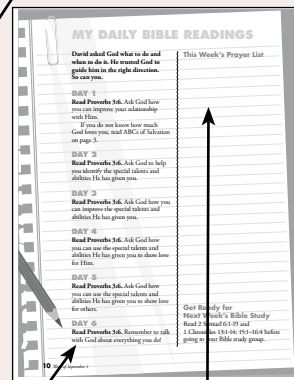 MY DAILY BIBLE READINGS
David asked God what to do and
when to do it. He trusted God to
guide him in the right direction.
So can you.
DAY 1
Read Proverbs 3:6. Ask God how
you can improve your relationship
with Him.
If you do not know how much
God loves you, read ABCs of Salvation
on page 3.
DAY 2
Read Proverbs 3:6. Ask God to help
you identify the special talents and
abilities He has given you.
DAY 3
Read Proverbs 3:6. Ask God how you
can improve the special talents and
abilities He has given you.
DAY 4
Read Proverbs 3:6. Ask God how
you can use the special talents and
abilities He has given you to show love
for Him.
DAY 5
Read Proverbs 3:6. Ask God how
you can use the special talents and
abilities He has given you to show love
for others.
DAY 6
Read Proverbs 3:6. Remember to talk
with God about everything you do!
This Week's Prayer List
Get Ready for
Next Week's Bible Study
Read 2 Samuel 6:1-19 and
1 Chronicles 13:1-14; 15:1-16:4 before
going to your Bible study group.
10